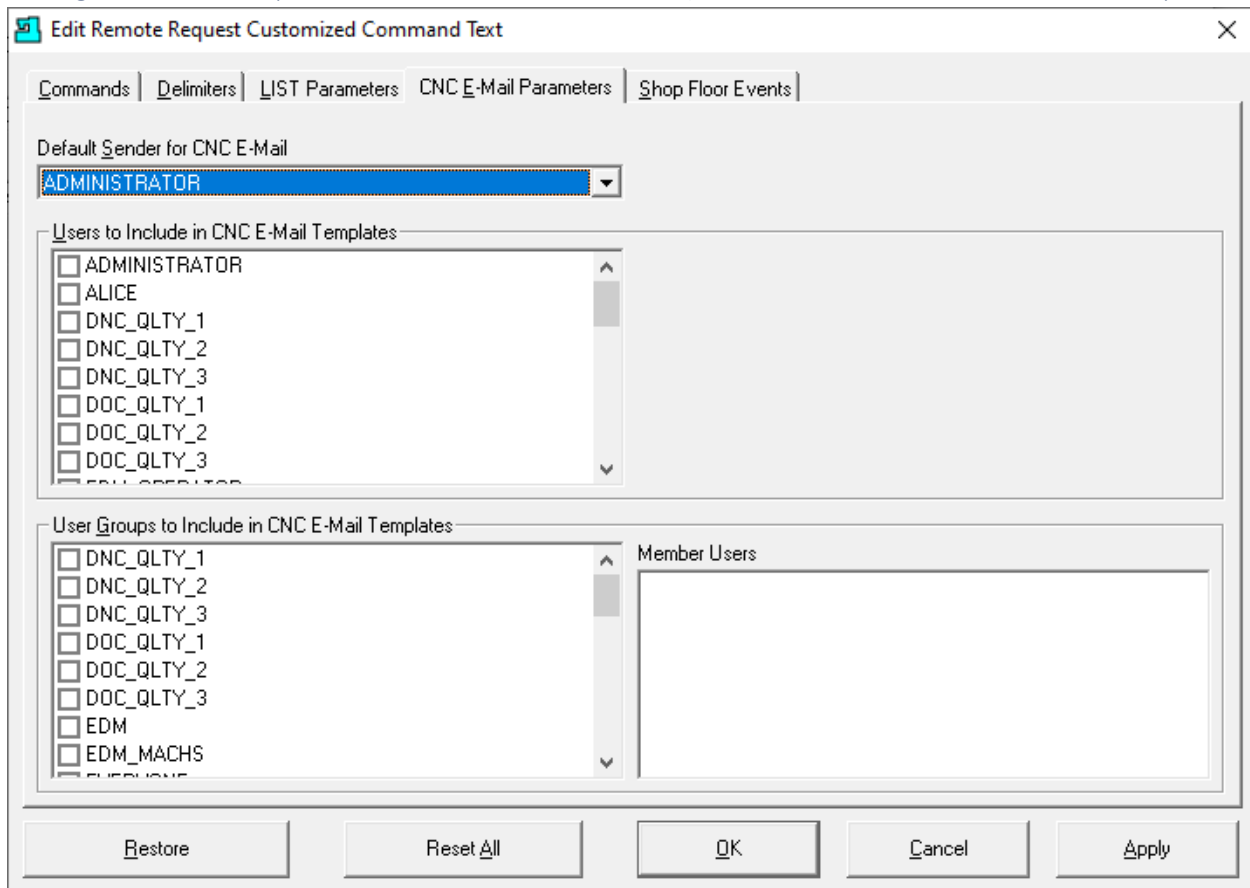 Edit Remote Request Customized Command Text
Commands Delimiters LIST Parameters CNC E-Mail Parameters Shop Floor Events
Default Sender for CNC E-Mail
ADMINISTRATOR
Users to Include in CNC E-Mail Templates
ADMINISTRATOR
ALICE
DNC_QLTY_1
DNC_QLTY_2
DNC_QLTY_3
DOC_QLTY_1
DOC_QLTY_2
DOC_QLTY_3
User Groups to Include in CNC E-Mail Templates
DNC_QLTY_1
DNC_QLTY_2
DNC_QLTY_3
DOC_QLTY_1
DOC_QLTY_2
DOC_QLTY_3
EDM
EDM_MACHS
Member Users
Restore Reset All OK Cancel Apply